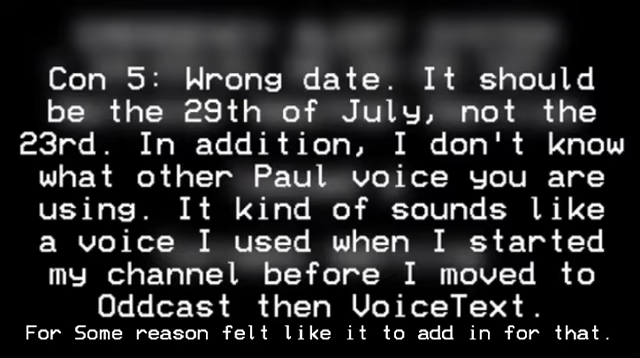 Con 5: Wrong date. It should
be the 29th of July, not the
23rd. In addition, I don't know
what other Paul voice you are
using. It kind of sounds like
a voice I used when I started
my channel before I moved to
Oddcast then VoiceText.
For Some reason felt like it to add in for that.